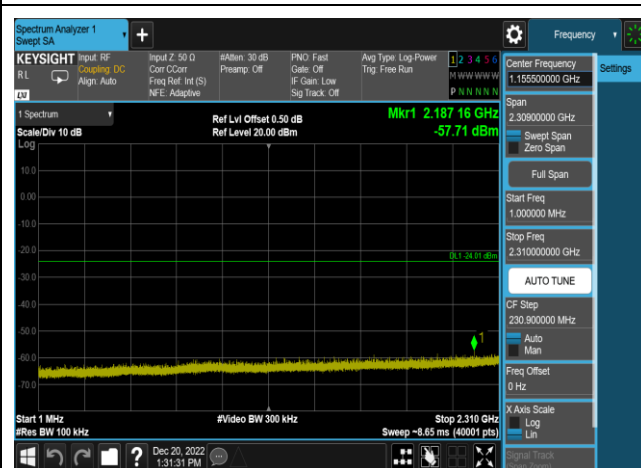 Spectrum Analyzer 1
Swept SA
+
Frequency
KEYSIGHT
RL
LXI
Input: RF
Coupling: DC
Align: Auto
Input Z: 50 Ω
Corr CCorr
Freq Ref: Int (S)
NFE: Adaptive
#Atten: 30 dB
Preamp: Off
PNO: Fast
Gate: Off
IF Gain: Low
Sig Track: Off
Avg Type: Log-Power
Trig: Free Run
1 2 3 4 5 6
M W W W W W
P N N N N N
Center Frequency
1.155500000 GHz
Settings
Span
2.30900000 GHz
Swept Span
Zero Span
Full Span
Start Freq
1.000000 MHz
Stop Freq
2.310000000 GHz
AUTO TUNE
CF Step
230.900000 MHz
Auto
Man
Freq Offset
0 Hz
X Axis Scale
Log
Lin
Signal Track
(Span Zoom)
1 Spectrum
Scale/Div 10 dB
Log
Ref Lvl Offset 0.50 dB
Ref Level 20.00 dBm
Mkr1 2.187 16 GHz
-57.71 dBm
10.0
0.00
-10.0
-20.0
-30.0
-40.0
-50.0
-60.0
-70.0
DL1 -24.01 dBm
1
Start 1 MHz
#Res BW 100 kHz
#Video BW 300 kHz
Stop 2.310 GHz
Sweep ~8.65 ms (40001 pts)
?
Dec 20, 2022
1:31:31 PM